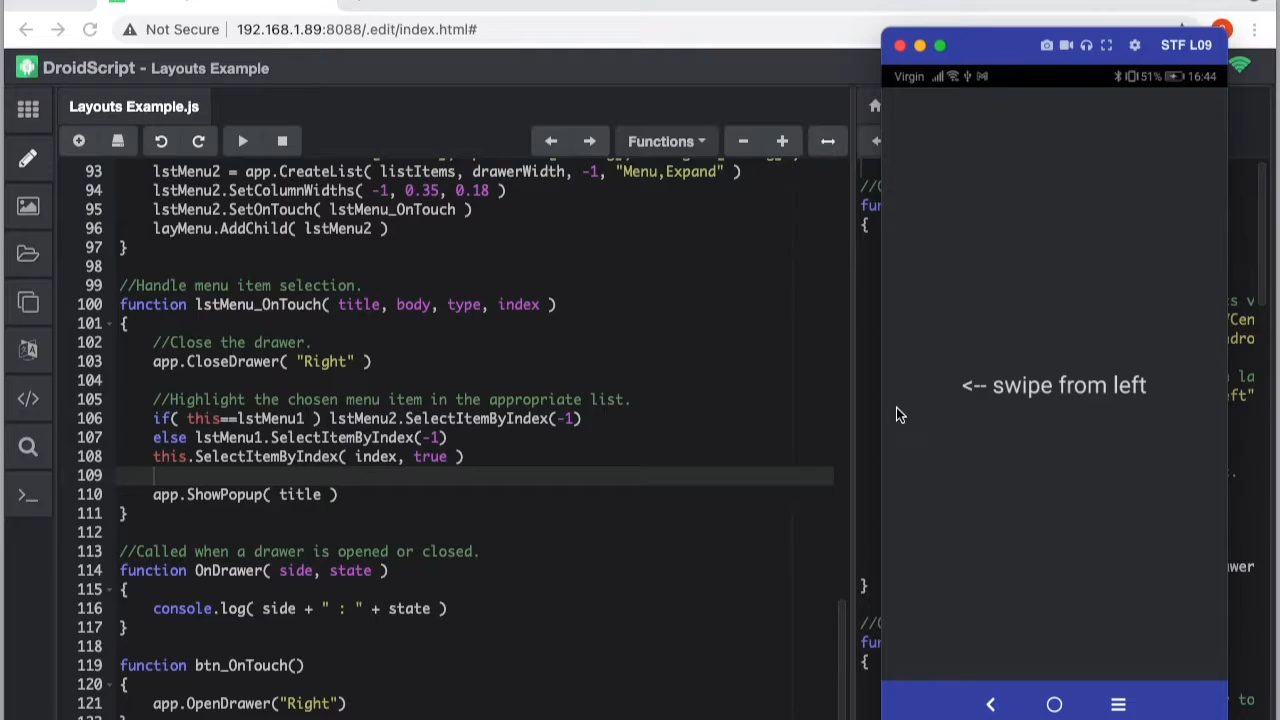 Not Secure 192.168.1.89:8088/.edit/index.html#
DroidScript - Layouts Example
Layouts Example.js
Functions
93 lstMenu2 = app.CreateList( listItems, drawerWidth, -1, "Menu,Expand" )
94 lstMenu2.SetColumnWidths( -1, 0.35, 0.18 )
95 lstMenu2.SetOnTouch( lstMenu_OnTouch )
96 layMenu.AddChild( lstMenu2 )
97 }
98
99 //Handle menu item selection.
100 function lstMenu_OnTouch( title, body, type, index )
101 {
102 //Close the drawer.
103 app.CloseDrawer( "Right" )
104
105 //Highlight the chosen menu item in the appropriate list.
106 if( this==lstMenu1 ) lstMenu2.SelectItemByIndex(-1)
107 else lstMenu1.SelectItemByIndex(-1)
108 this.SelectItemByIndex( index, true )
109
110 app.ShowPopup( title )
111 }
112
113 //Called when a drawer is opened or closed.
114 function OnDrawer( side, state )
115 {
116 console.log( side + " : " + state )
117 }
118
119 function btn_OnTouch()
120 {
121 app.OpenDrawer("Right")
STF L09
Virgin 51% 16:44
<-- swipe from left